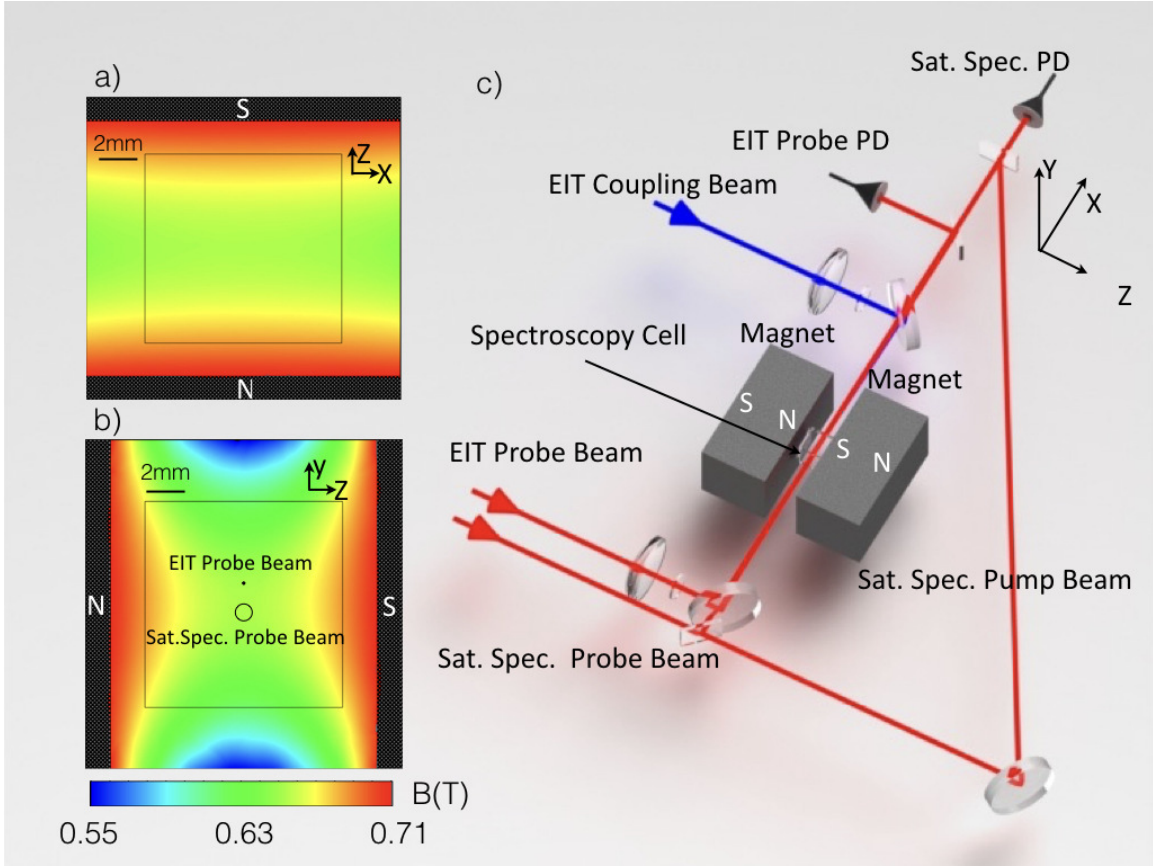 a)
S
2mm
Z
X
N
b)
2mm
y
Z
EIT Probe Beam
N
S
Sat.Spec. Probe Beam
B(T)
0.55
0.63
0.71
c)
Sat. Spec. PD
EIT Probe PD
EIT Coupling Beam
Y
X
Z
Spectroscopy Cell
Magnet
Magnet
S
N
S
N
EIT Probe Beam
Sat. Spec. Pump Beam
Sat. Spec.  Probe Beam